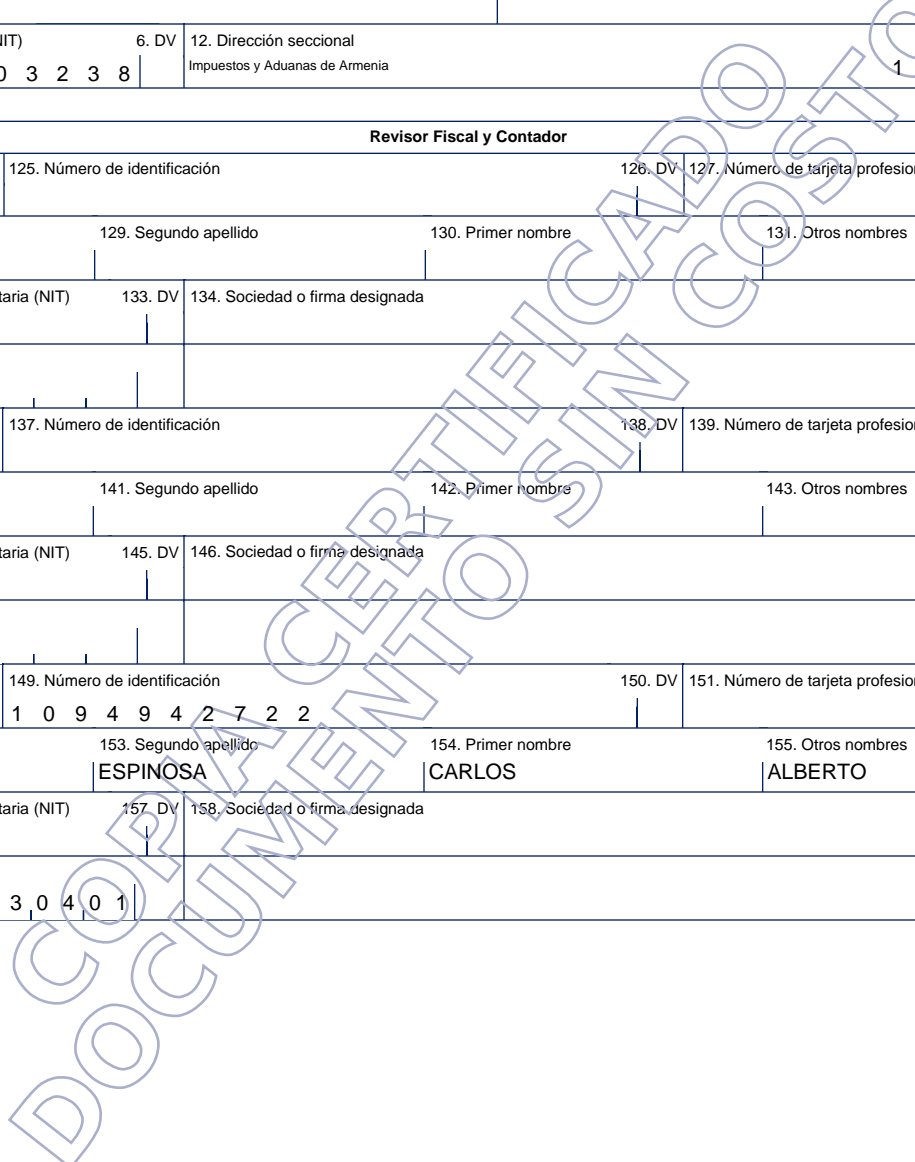 NIT) 6. DV 12. Dirección seccional
0 3 2 3 8 Impuestos y Aduanas de Armenia 1
Revisor Fiscal y Contador
125. Número de identificación 126. DV 127. Número de tarjeta profesion
129. Segundo apellido 130. Primer nombre 131. Otros nombres
taria (NIT) 133. DV 134. Sociedad o firma designada
137. Número de identificación 138. DV 139. Número de tarjeta profesion
141. Segundo apellido 142. Primer nombre 143. Otros nombres
taria (NIT) 145. DV 146. Sociedad o firma designada
149. Número de identificación 150. DV 151. Número de tarjeta profesion
1 0 9 4 9 4 2 7 2 2
153. Segundo apellido 154. Primer nombre 155. Otros nombres
ESPINOSA CARLOS ALBERTO
taria (NIT) 157. DV 158. Sociedad o firma designada
3 0 4 0 1
COPIA CERTIFICADO
DOCUMENTO SIN COSTO